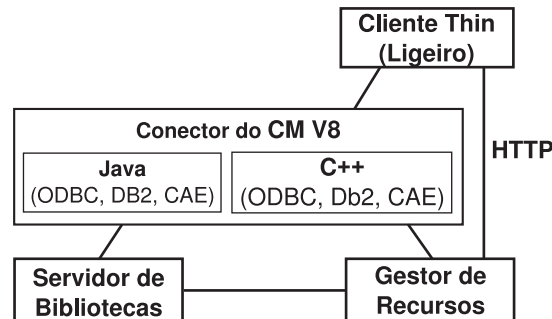 Cliente Thin
(Ligeiro)
Conector do CM V8
HTTP
Java
(ODBC, DB2, CAE)
C++
(ODBC, Db2, CAE)
Servidor de
Bibliotecas
Gestor de
Recursos